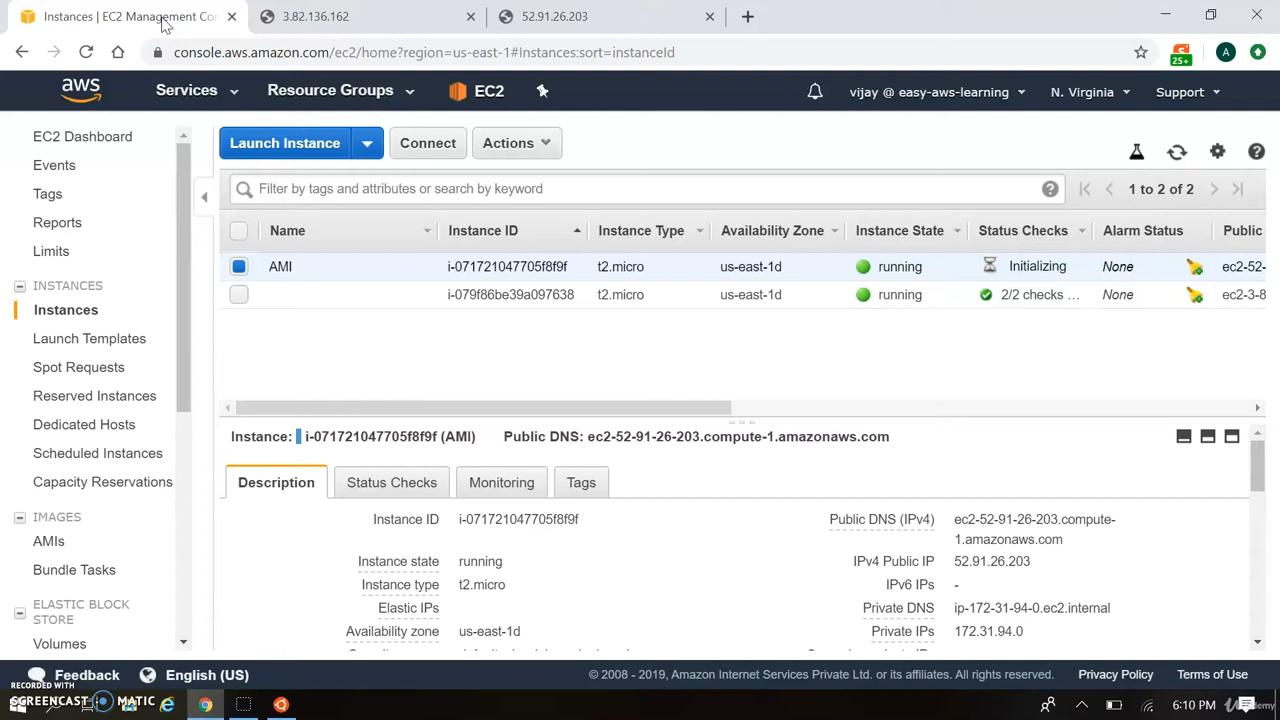 Instances | EC2 Management Co
3.82.136.162
52.91.26.203
console.aws.amazon.com/ec2/home?region=us-east-1#Instances:sort=instanceId
25+
A
aws
Services
Resource Groups
EC2
vijay @ easy-aws-learning
N. Virginia
Support
EC2 Dashboard
Events
Tags
Reports
Limits
INSTANCES
Instances
Launch Templates
Spot Requests
Reserved Instances
Dedicated Hosts
Scheduled Instances
Capacity Reservations
IMAGES
AMIs
Bundle Tasks
ELASTIC BLOCK
STORE
Volumes
Launch Instance
Connect
Actions
Filter by tags and attributes or search by keyword
1 to 2 of 2
Name Instance ID Instance Type Availability Zone Instance State Status Checks Alarm Status Public
AMI i-071721047705f8f9f t2.micro us-east-1d running Initializing None ec2-52-
i-079f86be39a097638 t2.micro us-east-1d running 2/2 checks … None ec2-3-8
Instance: i-071721047705f8f9f (AMI) Public DNS: ec2-52-91-26-203.compute-1.amazonaws.com
Description Status Checks Monitoring Tags
Instance ID i-071721047705f8f9f
Instance state running
Instance type t2.micro
Elastic IPs
Availability zone us-east-1d
Public DNS (IPv4) ec2-52-91-26-203.compute-
1.amazonaws.com
IPv4 Public IP 52.91.26.203
IPv6 IPs -
Private DNS ip-172-31-94-0.ec2.internal
Private IPs 172.31.94.0
Feedback
English (US)
© 2008 - 2019, Amazon Internet Services Private Ltd. or its affiliates. All rights reserved.
Privacy Policy
Terms of Use
RECORDED WITH
SCREENCAST MATIC
6:10 PM